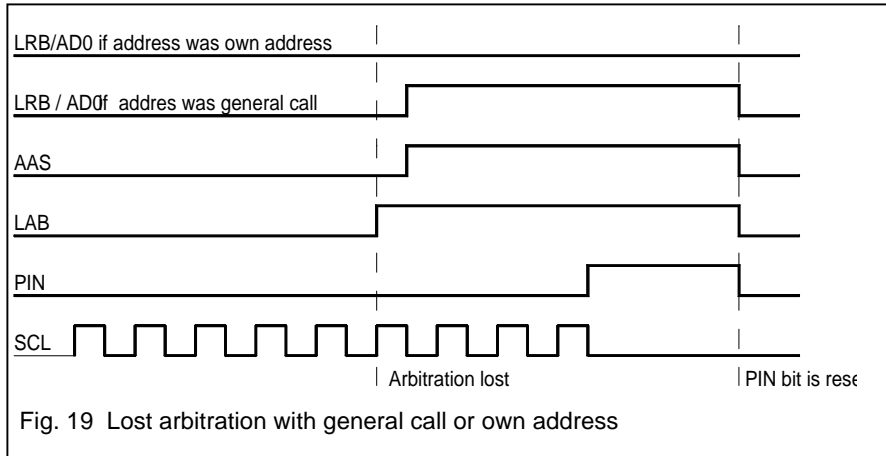 LRB/AD0 if address was own address
LRB / AD0if addres was general call
AAS
LAB
PIN
SCL
Arbitration lost
PIN bit is rese
Fig. 19 Lost arbitration with general call or own address